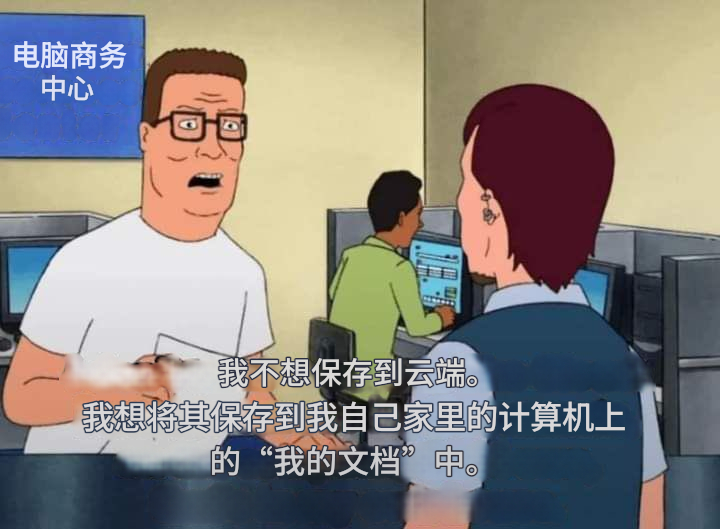 电脑商务
中心
我不想保存到云端。
我想将其保存到我自己家里的计算机上
的“我的文档”中。